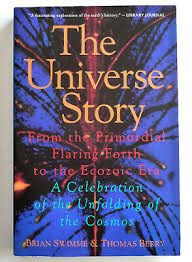 "A fascinating exploration of the earth's history." —LIBRARY JOURNAL
The
Universe
Story
From the Primordial
Flaring Forth
to the Ecozoic Era
A Celebration
of the Unfolding of
the Cosmos
BRIAN SWIMME & THOMAS BERRY